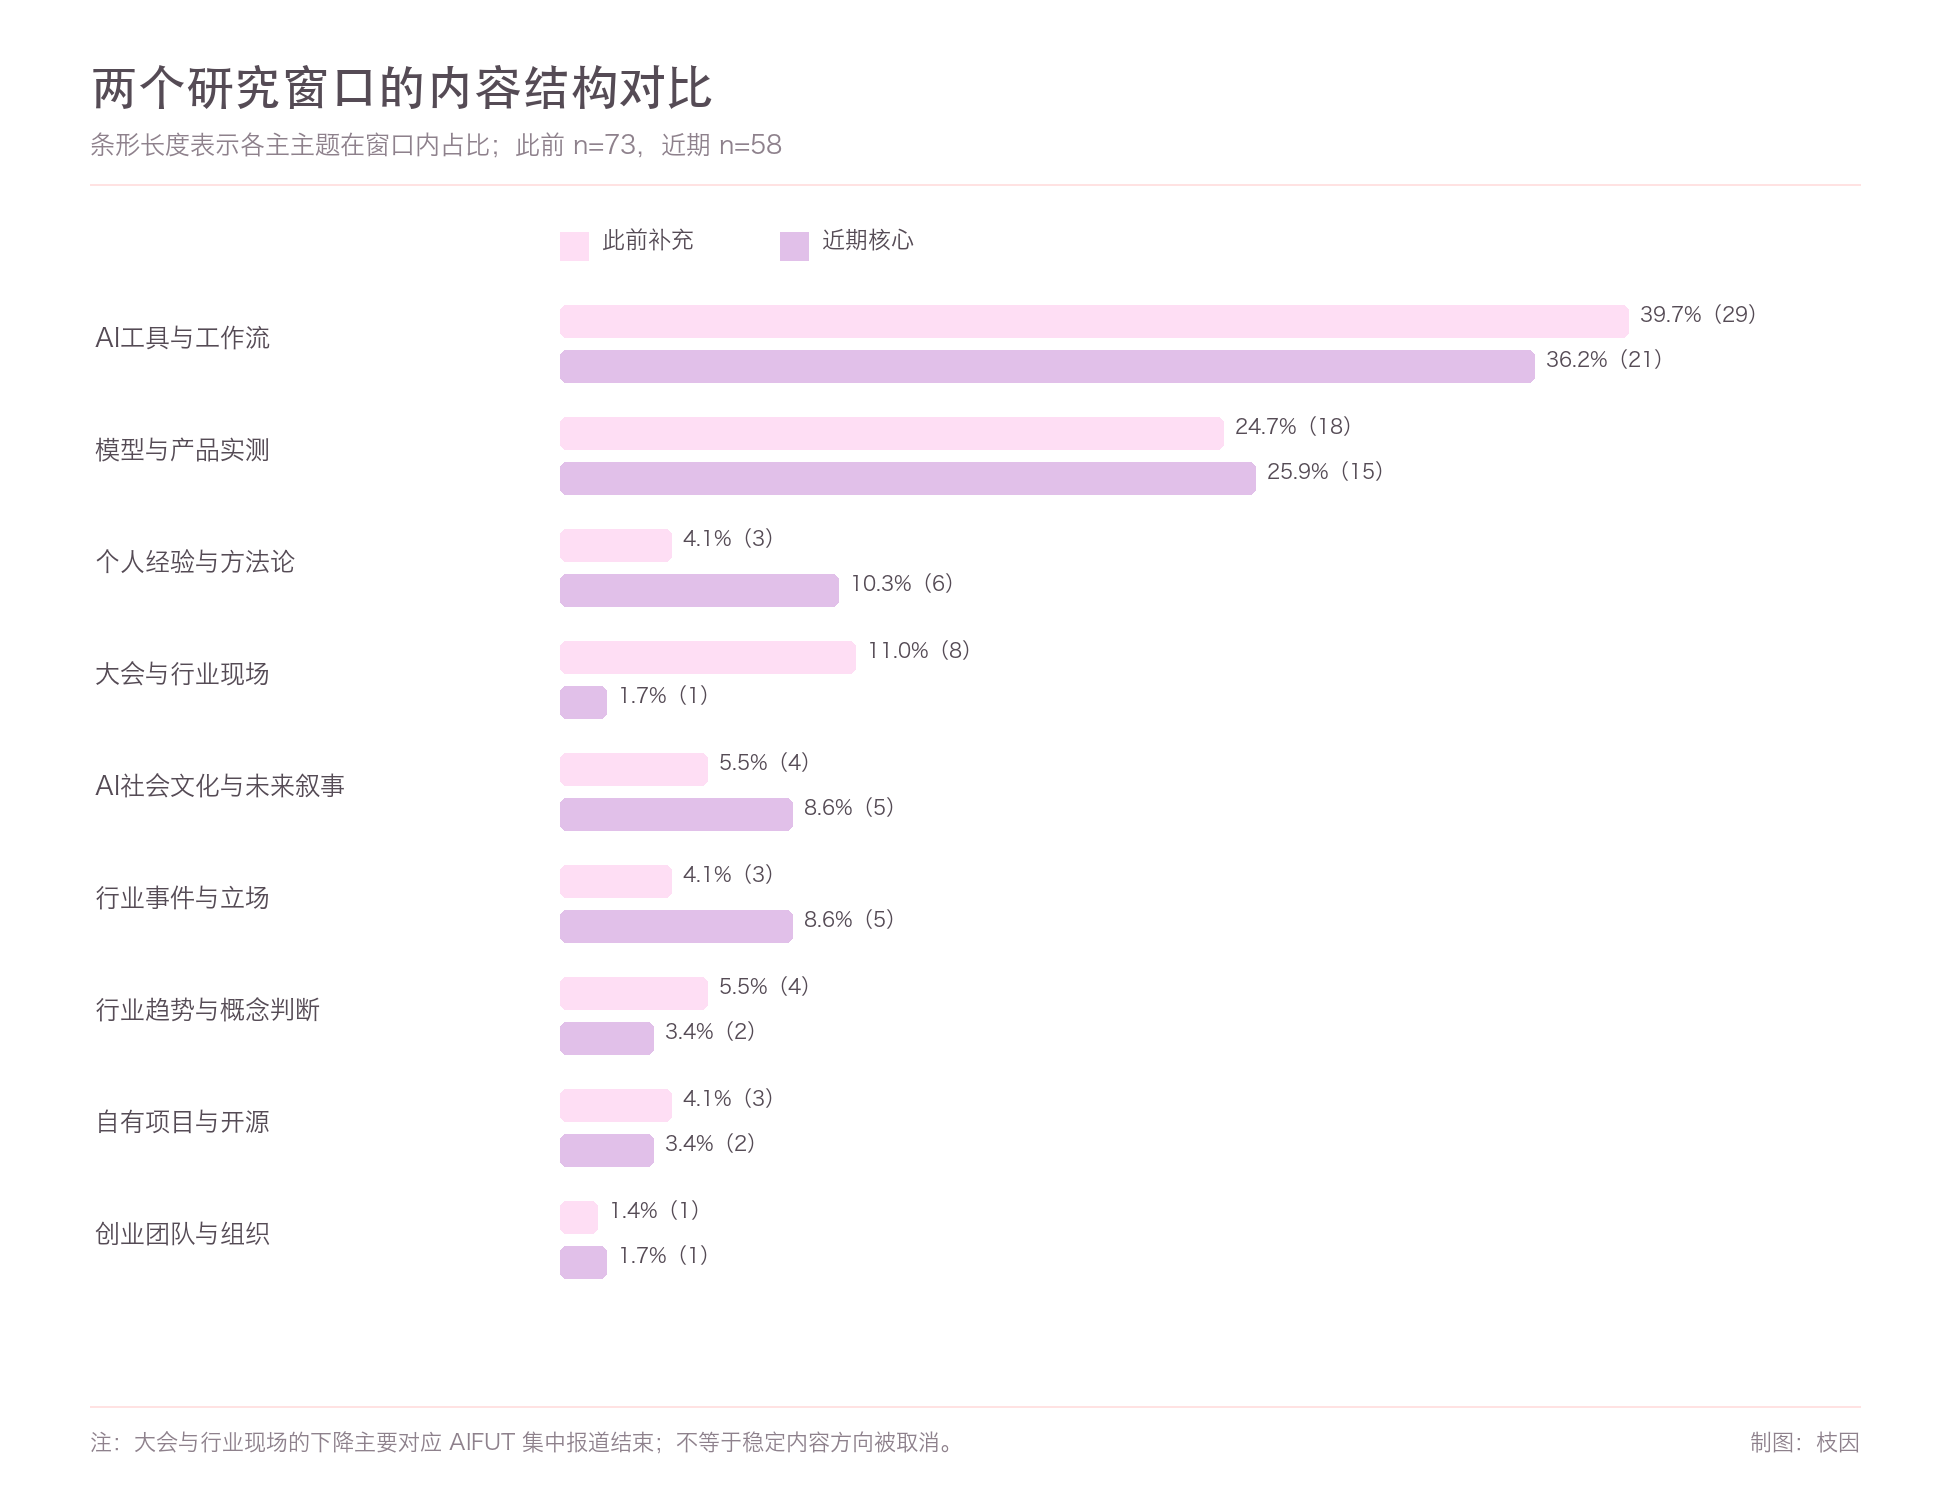 两个研究窗口的内容结构对比
条形长度表示各主主题在窗口内占比；此前 n=73，近期 n=58
此前补充
近期核心
AI工具与工作流
39.7%（29）
36.2%（21）
模型与产品实测
24.7%（18）
25.9%（15）
个人经验与方法论
4.1%（3）
10.3%（6）
大会与行业现场
11.0%（8）
1.7%（1）
AI社会文化与未来叙事
5.5%（4）
8.6%（5）
行业事件与立场
4.1%（3）
8.6%（5）
行业趋势与概念判断
5.5%（4）
3.4%（2）
自有项目与开源
4.1%（3）
3.4%（2）
创业团队与组织
1.4%（1）
1.7%（1）
注：大会与行业现场的下降主要对应 AIFUT 集中报道结束；不等于稳定内容方向被取消。
制图：枝因